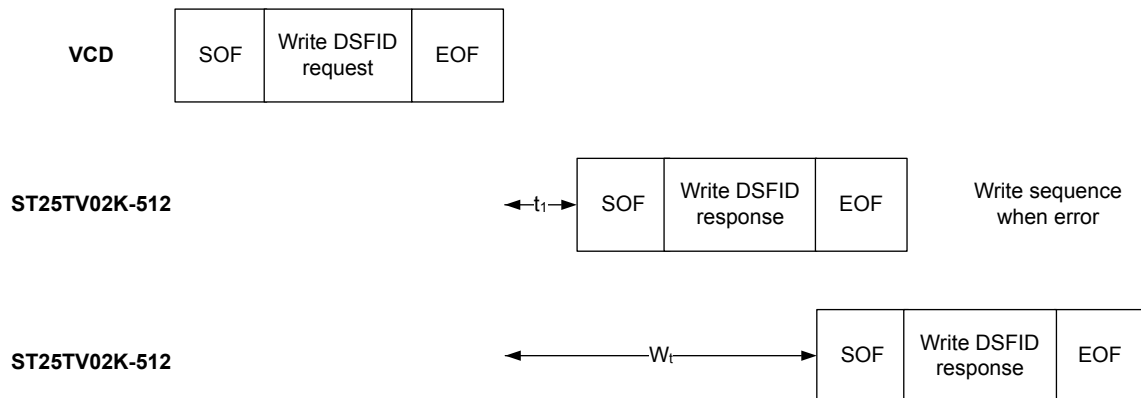 VCD
SOF
Write DSFID
request
EOF
ST25TV02K-512
t1
SOF
Write DSFID
response
EOF
Write sequence
when error
ST25TV02K-512
Wt
SOF
Write DSFID
response
EOF